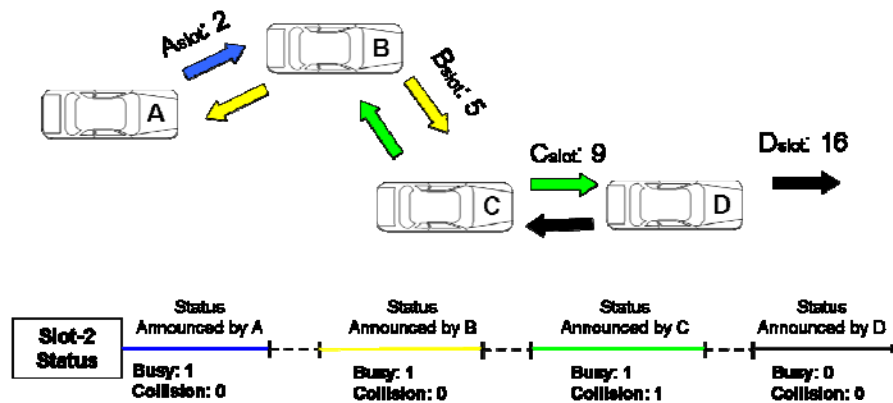 Aslot: 2
B
Bslot: 5
A
Cslot: 9
Dslot: 16
C
D
Slot-2
Status
Status
Announced by A
Busy: 1
Collision: 0
Status
Announced by B
Busy: 1
Collision: 0
Status
Announced by C
Busy: 1
Collision: 1
Status
Announced by D
Busy: 0
Collision: 0